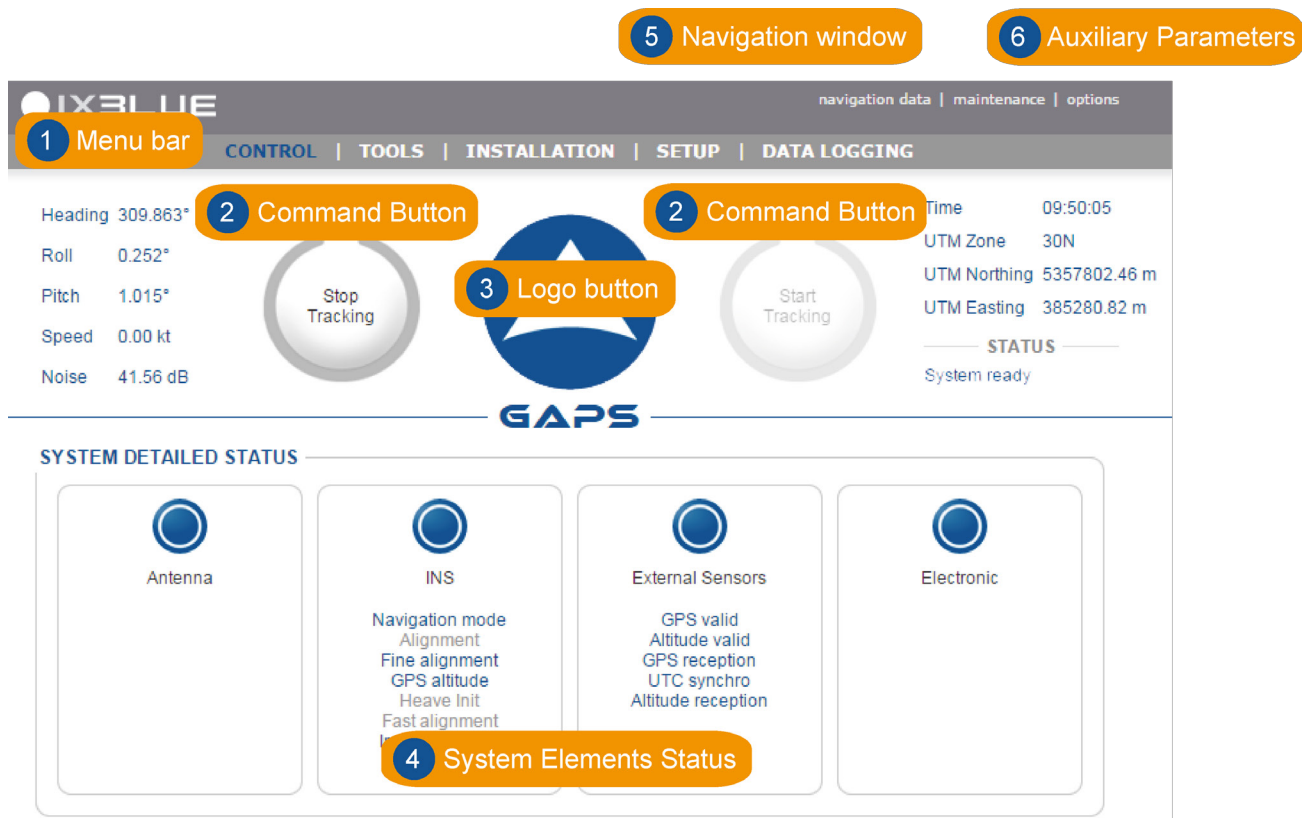 5 Navigation window
6 Auxiliary Parameters
IXBLUE
navigation data | maintenance | options
1 Menu bar
CONTROL | TOOLS | INSTALLATION | SETUP | DATA LOGGING
Heading 309.863°
Roll 0.252°
Pitch 1.015°
Speed 0.00 kt
Noise 41.56 dB
2 Command Button
Stop
Tracking
3 Logo button
GAPS
2 Command Button
Start
Tracking
Time 09:50:05
UTM Zone 30N
UTM Northing 5357802.46 m
UTM Easting 385280.82 m
STATUS
System ready
SYSTEM DETAILED STATUS
Antenna
INS
Navigation mode
Alignment
Fine alignment
GPS altitude
Heave Init
Fast alignment
External Sensors
GPS valid
Altitude valid
GPS reception
UTC synchro
Altitude reception
Electronic
4 System Elements Status